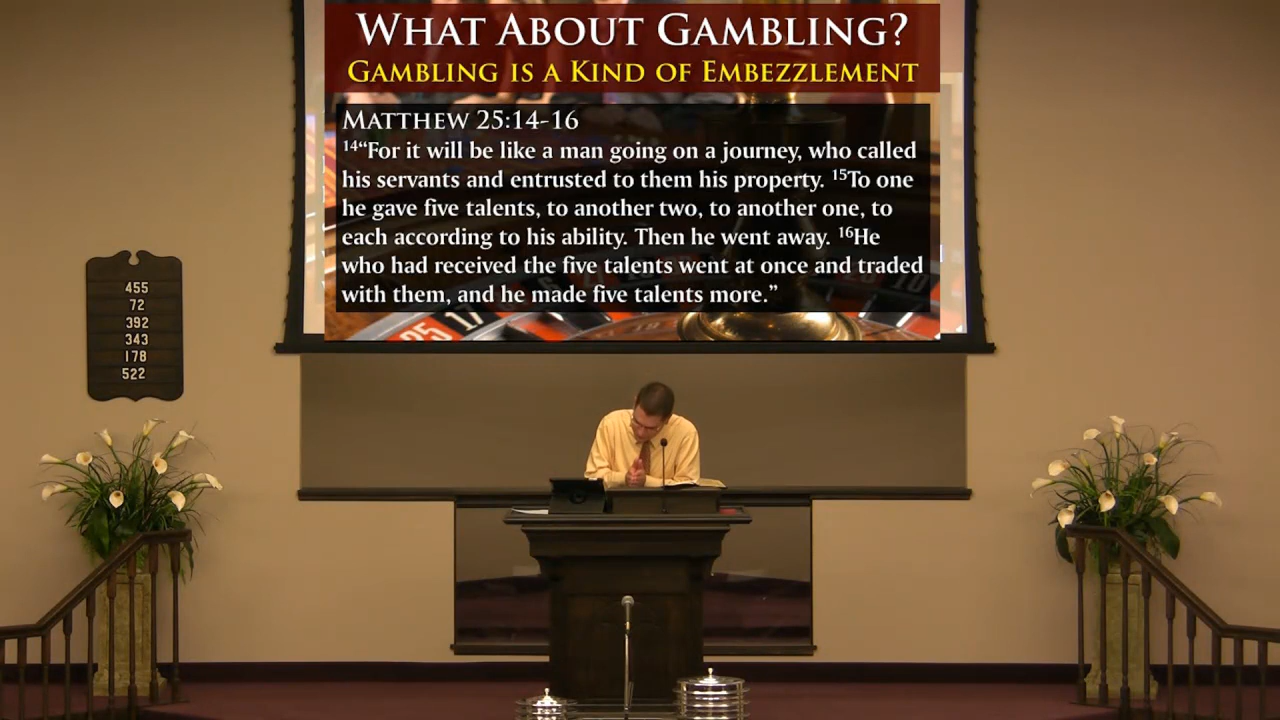 WHAT ABOUT GAMBLING?
GAMBLING IS A KIND OF EMBEZZLEMENT
MATTHEW 25:14-16
14“For it will be like a man going on a journey, who called
his servants and entrusted to them his property. 15To one
he gave five talents, to another two, to another one, to
each according to his ability. Then he went away. 16He
who had received the five talents went at once and traded
with them, and he made five talents more.”
25
17
10
455
72
392
343
178
522